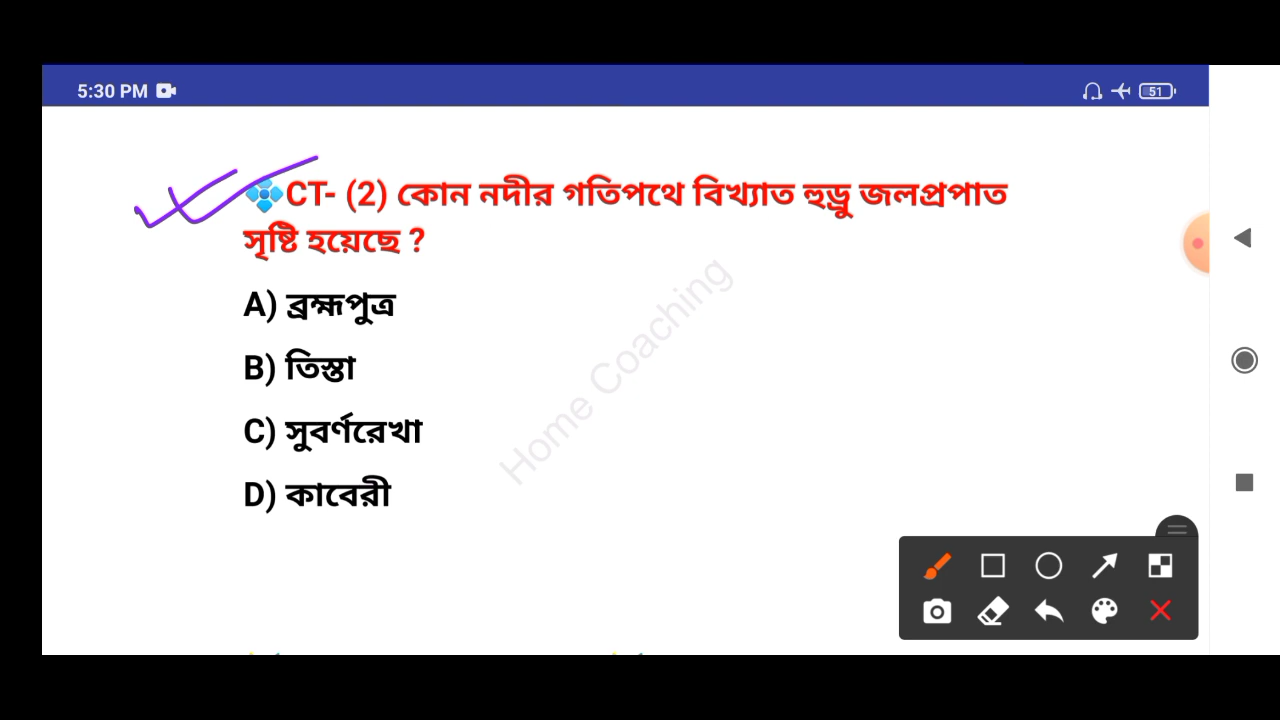 5:30 PM
51
CT- (2) কোন নদীর গতিপথে বিখ্যাত হুড্রু জলপ্রপাত
সৃষ্টি হয়েছে ?
A) ব্রহ্মপুত্র
B) তিস্তা
C) সুবর্ণরেখা
D) কাবেরী
Home Coaching